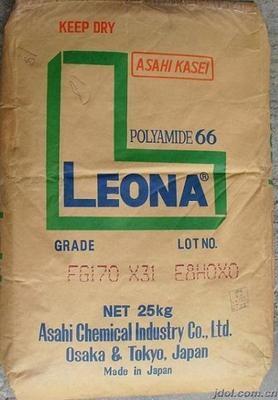 KEEP DRY
ASAHI KASEI
POLYAMIDE 66
LEONA®
GRADE LOT NO.
FG170 X31 E8H0X0
NET 25kg
Asahi Chemical Industry Co., Ltd.
Osaka & Tokyo, Japan
Made in Japan
jdol.com.cn